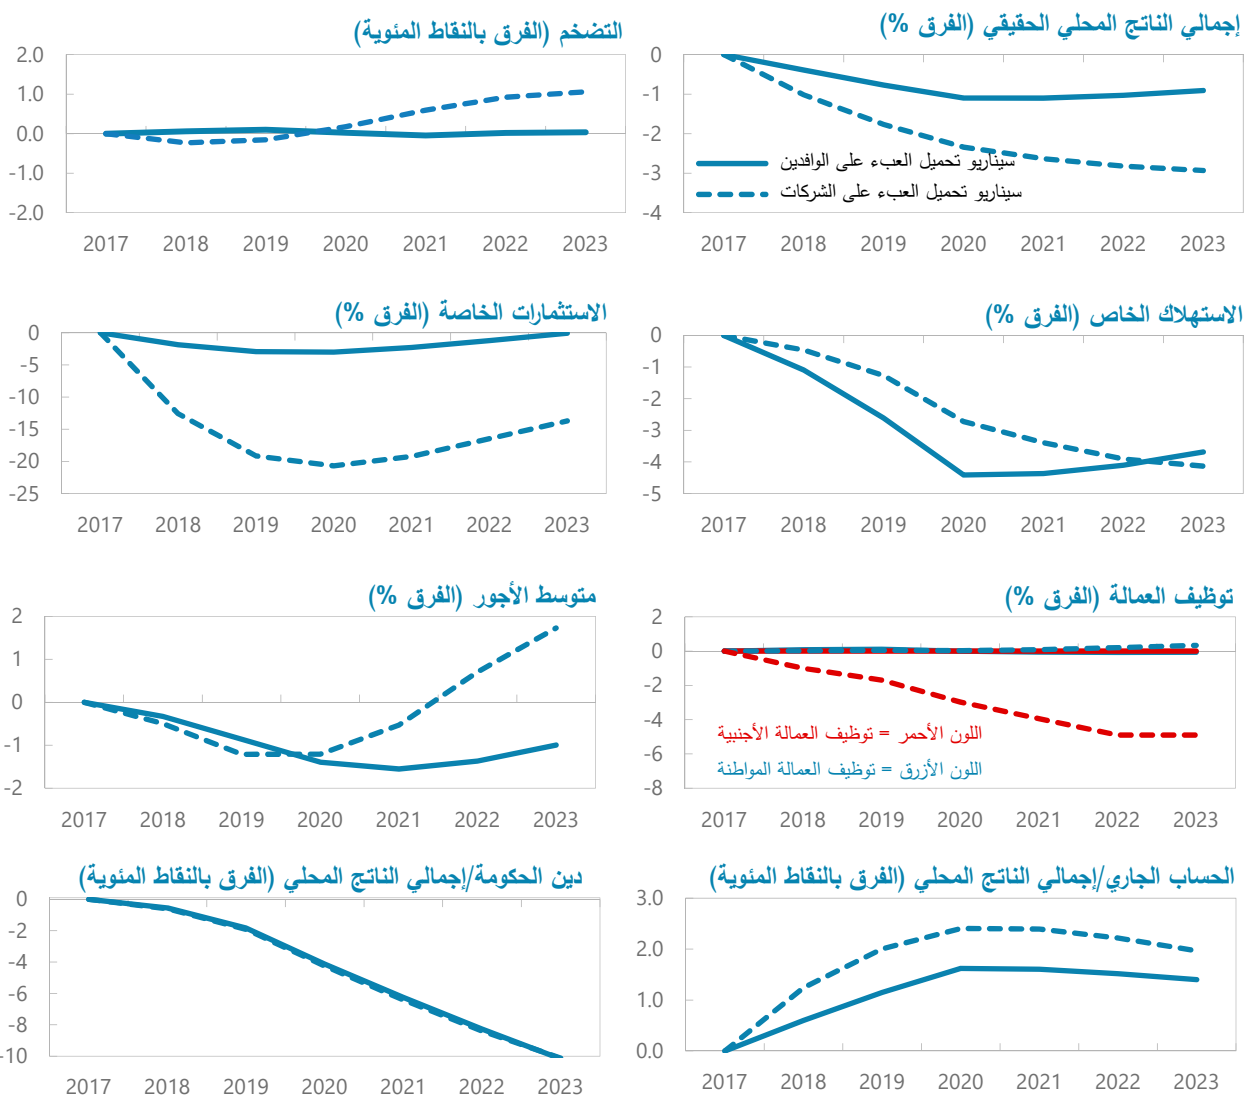 إجمالي الناتج المحلي الحقيقي (الفرق %)
0
-1
-2
-3
-4
سيناريو تحميل العبء على الوافدين
سيناريو تحميل العبء على الشركات
2017 2018 2019 2020 2021 2022 2023
التضخم (الفرق بالنقاط المئوية)
2.0
1.0
0.0
-1.0
-2.0
2017 2018 2019 2020 2021 2022 2023
الاستهلاك الخاص (الفرق %)
0
-1
-2
-3
-4
-5
2017 2018 2019 2020 2021 2022 2023
الاستثمارات الخاصة (الفرق %)
0
-5
-10
-15
-20
-25
2017 2018 2019 2020 2021 2022 2023
توظيف العمالة (الفرق %)
2
0
-2
-4
-6
-8
اللون الأحمر = توظيف العمالة الأجنبية
اللون الأزرق = توظيف العمالة المواطنة
2017 2018 2019 2020 2021 2022 2023
متوسط الأجور (الفرق %)
2
1
0
-1
-2
2017 2018 2019 2020 2021 2022 2023
الحساب الجاري/إجمالي الناتج المحلي (الفرق بالنقاط المئوية)
3.0
2.0
1.0
0.0
2017 2018 2019 2020 2021 2022 2023
دين الحكومة/إجمالي الناتج المحلي (الفرق بالنقاط المئوية)
0
-2
-4
-6
-8
-10
2017 2018 2019 2020 2021 2022 2023